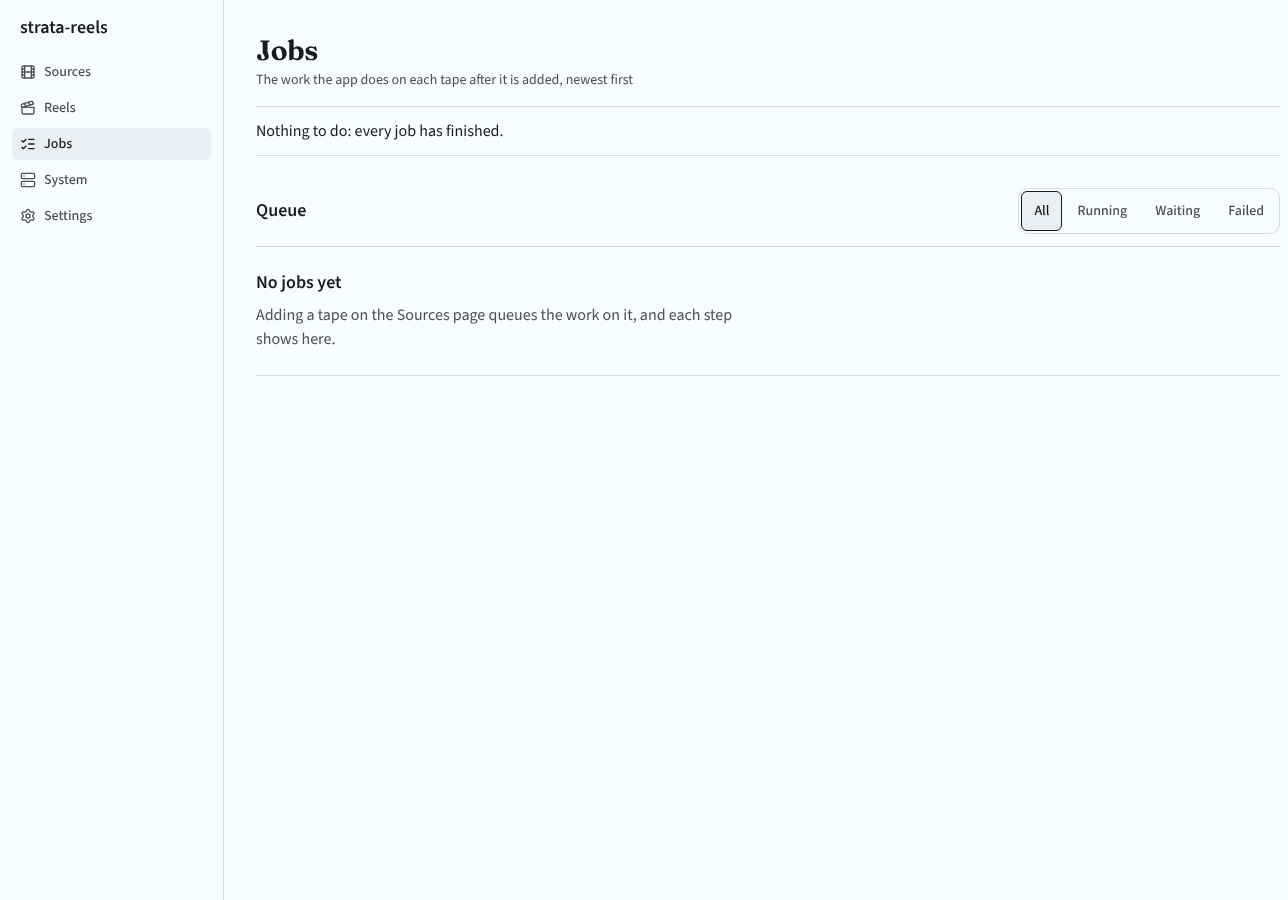 strata-reels
Sources
Reels
Jobs
System
Settings
Jobs
The work the app does on each tape after it is added, newest first
Nothing to do: every job has finished.
Queue
All
Running
Waiting
Failed
No jobs yet
Adding a tape on the Sources page queues the work on it, and each step
shows here.